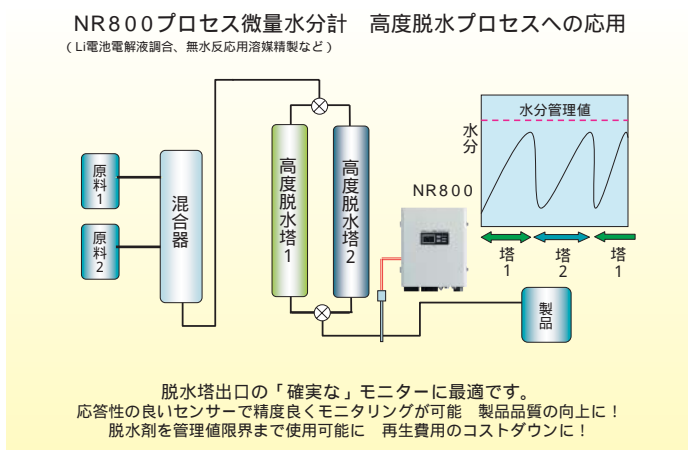 NR800プロセス微量水分計　高度脱水プロセスへの応用
（Li電池電解液調合、無水反応用溶媒精製など）
原料1
原料2
混合器
高度脱水塔1
高度脱水塔2
NR800
水分
水分管理値
塔1
塔2
塔1
製品
脱水塔出口の「確実な」モニターに最適です。
応答性の良いセンサーで精度良くモニタリングが可能　製品品質の向上に！
脱水剤を管理値限界まで使用可能に　再生費用のコストダウンに！